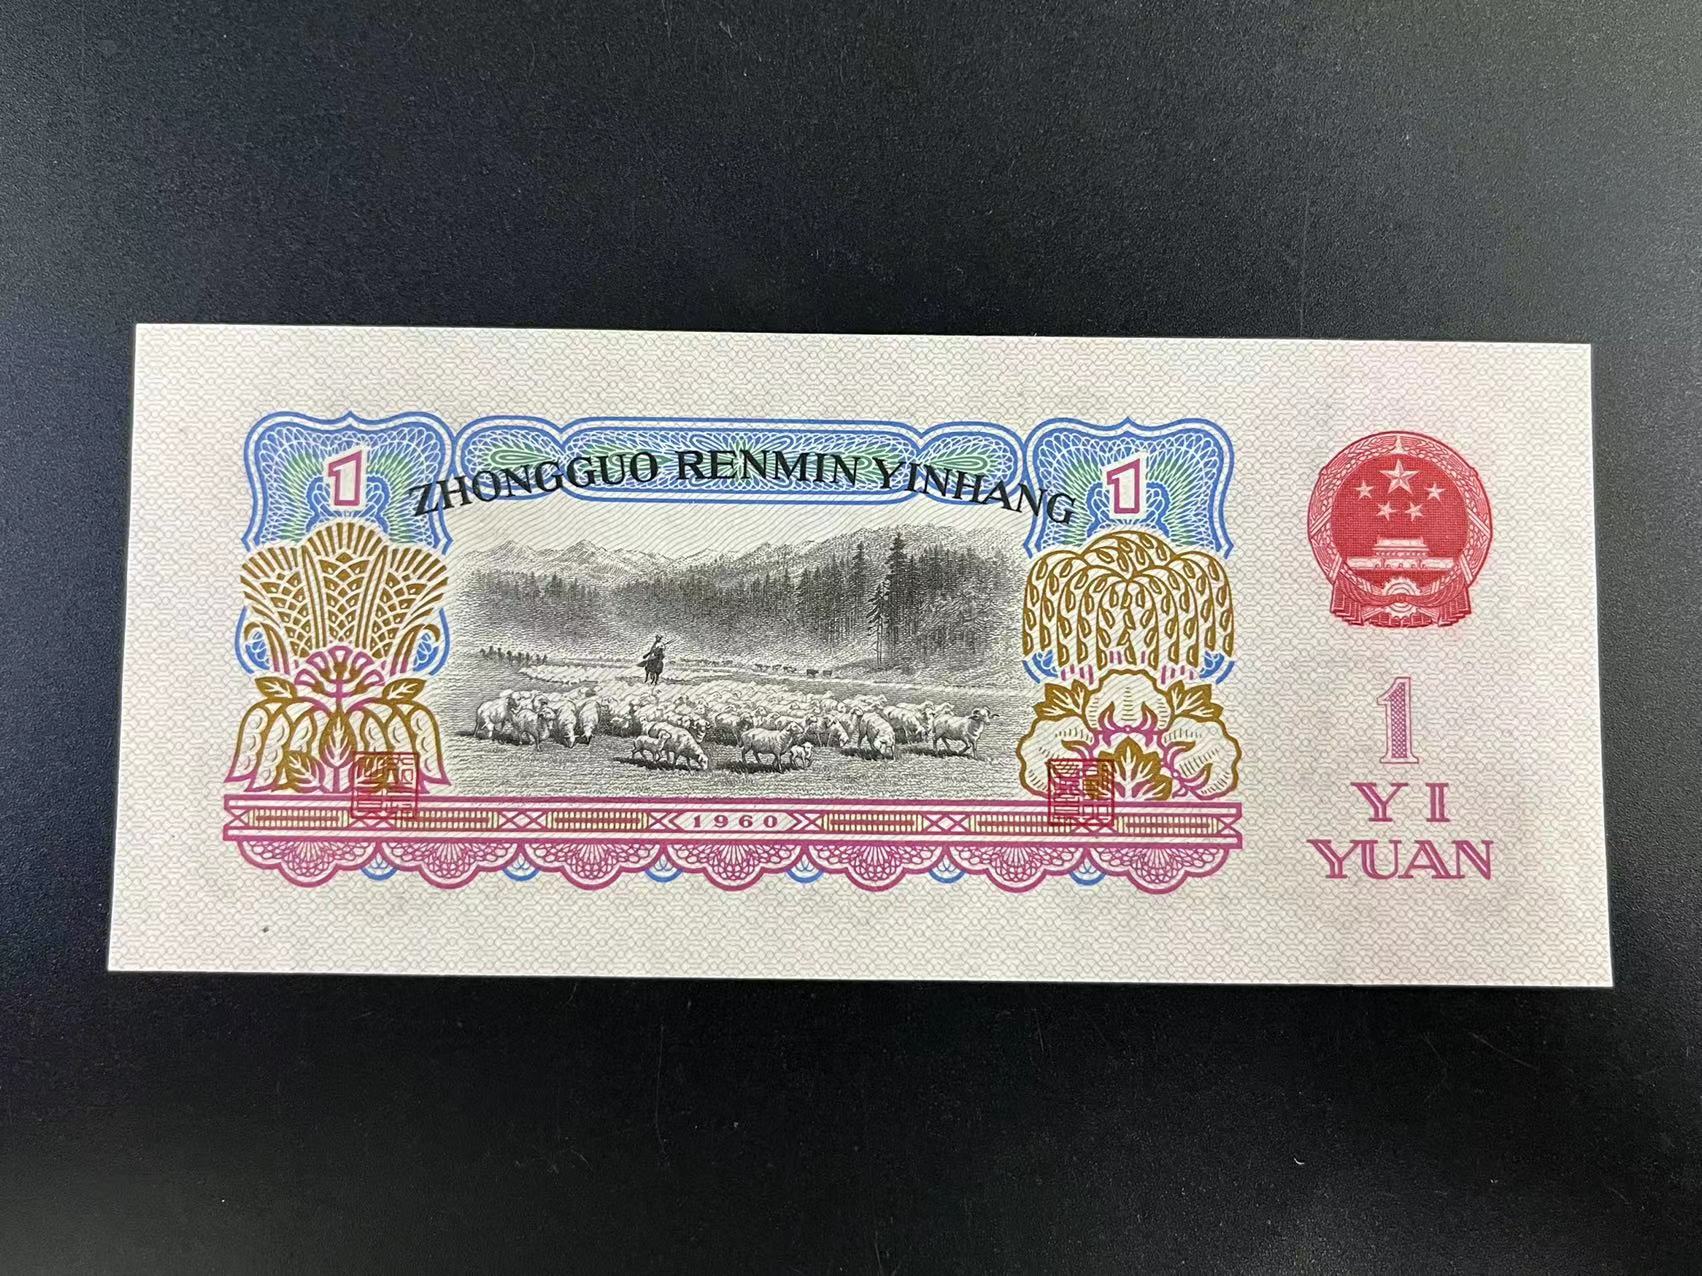 1
ZHONGGUO RENMIN YINHANG
1
1960
1
YI
YUAN